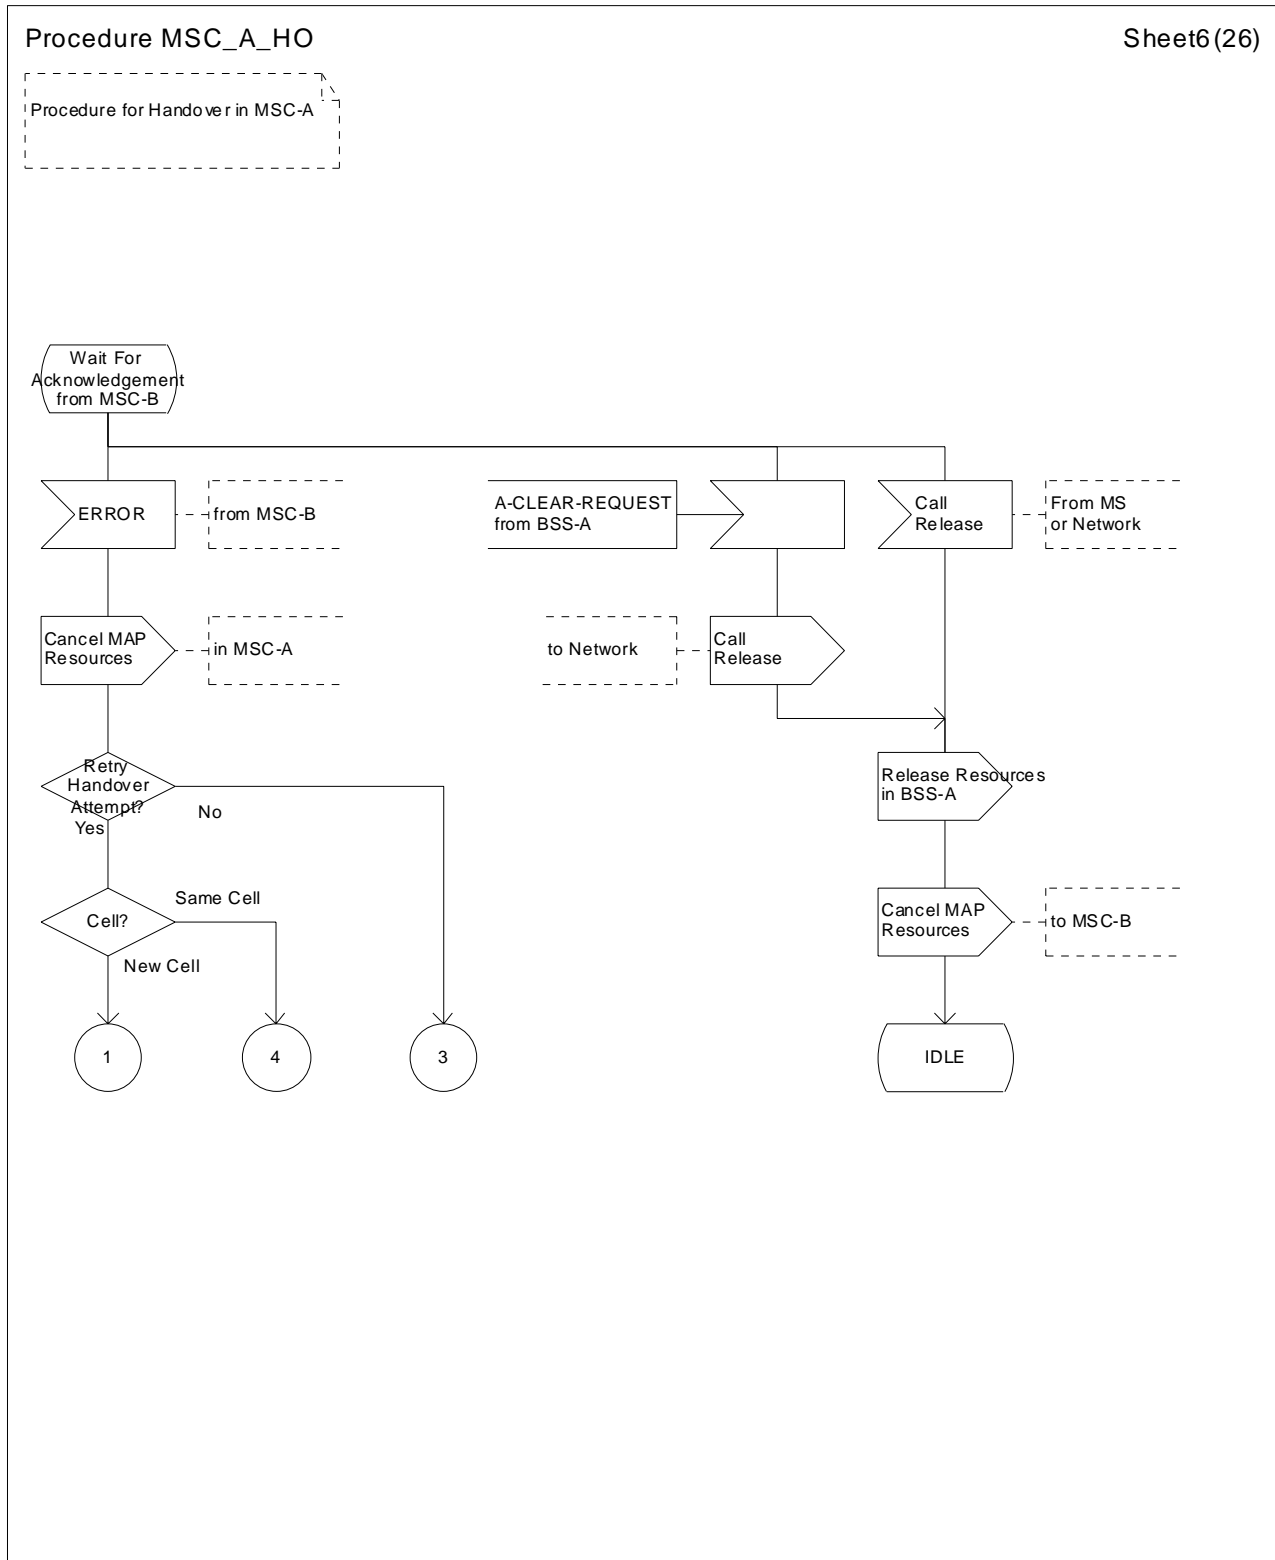 Procedure MSC_A_HO
Sheet6(26)
Procedure for Handover in MSC-A
Wait For
Acknowledgement
from MSC-B
ERROR
from MSC-B
A-CLEAR-REQUEST
from BSS-A
Call
Release
From MS
or Network
Cancel MAP
Resources
in MSC-A
to Network
Call
Release
Retry
Handover
Attempt?
Yes
No
Release Resources
in BSS-A
Cell?
Same Cell
New Cell
Cancel MAP
Resources
to MSC-B
1
4
3
IDLE